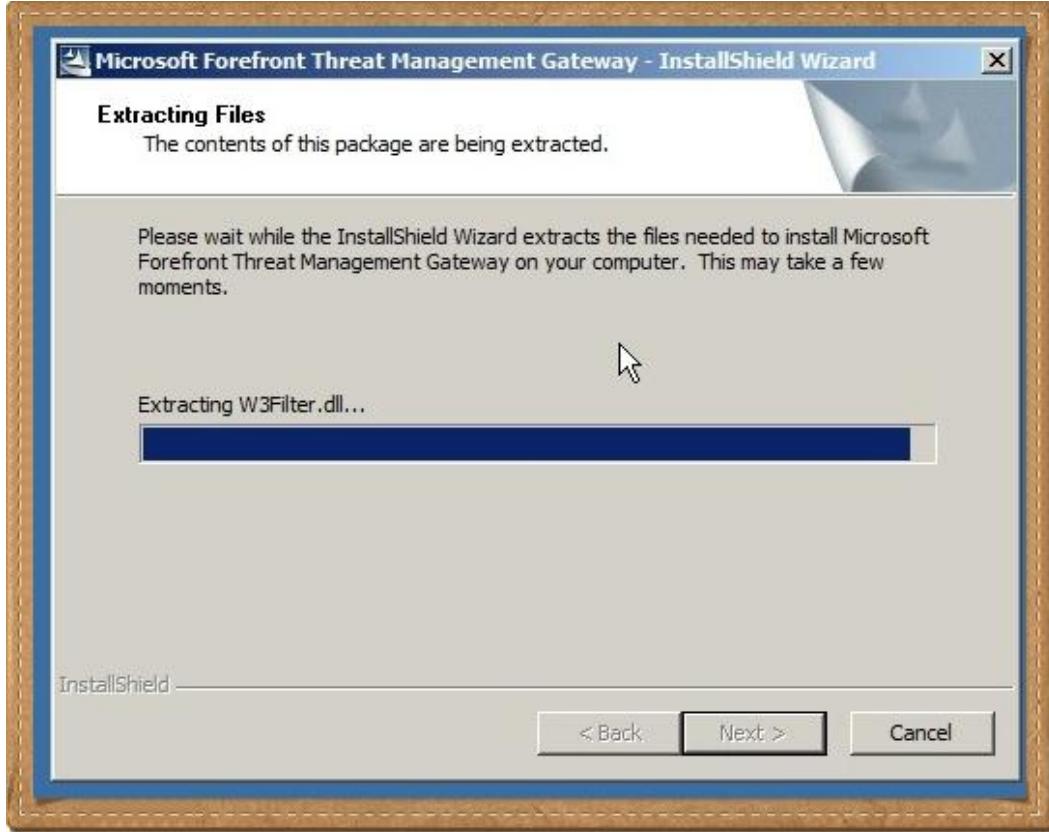 Microsoft Forefront Threat Management Gateway - InstallShield Wizard
Extracting Files
The contents of this package are being extracted.
Please wait while the InstallShield Wizard extracts the files needed to install Microsoft
Forefront Threat Management Gateway on your computer. This may take a few
moments.
Extracting W3Filter.dll...
InstallShield
< Back
Next >
Cancel